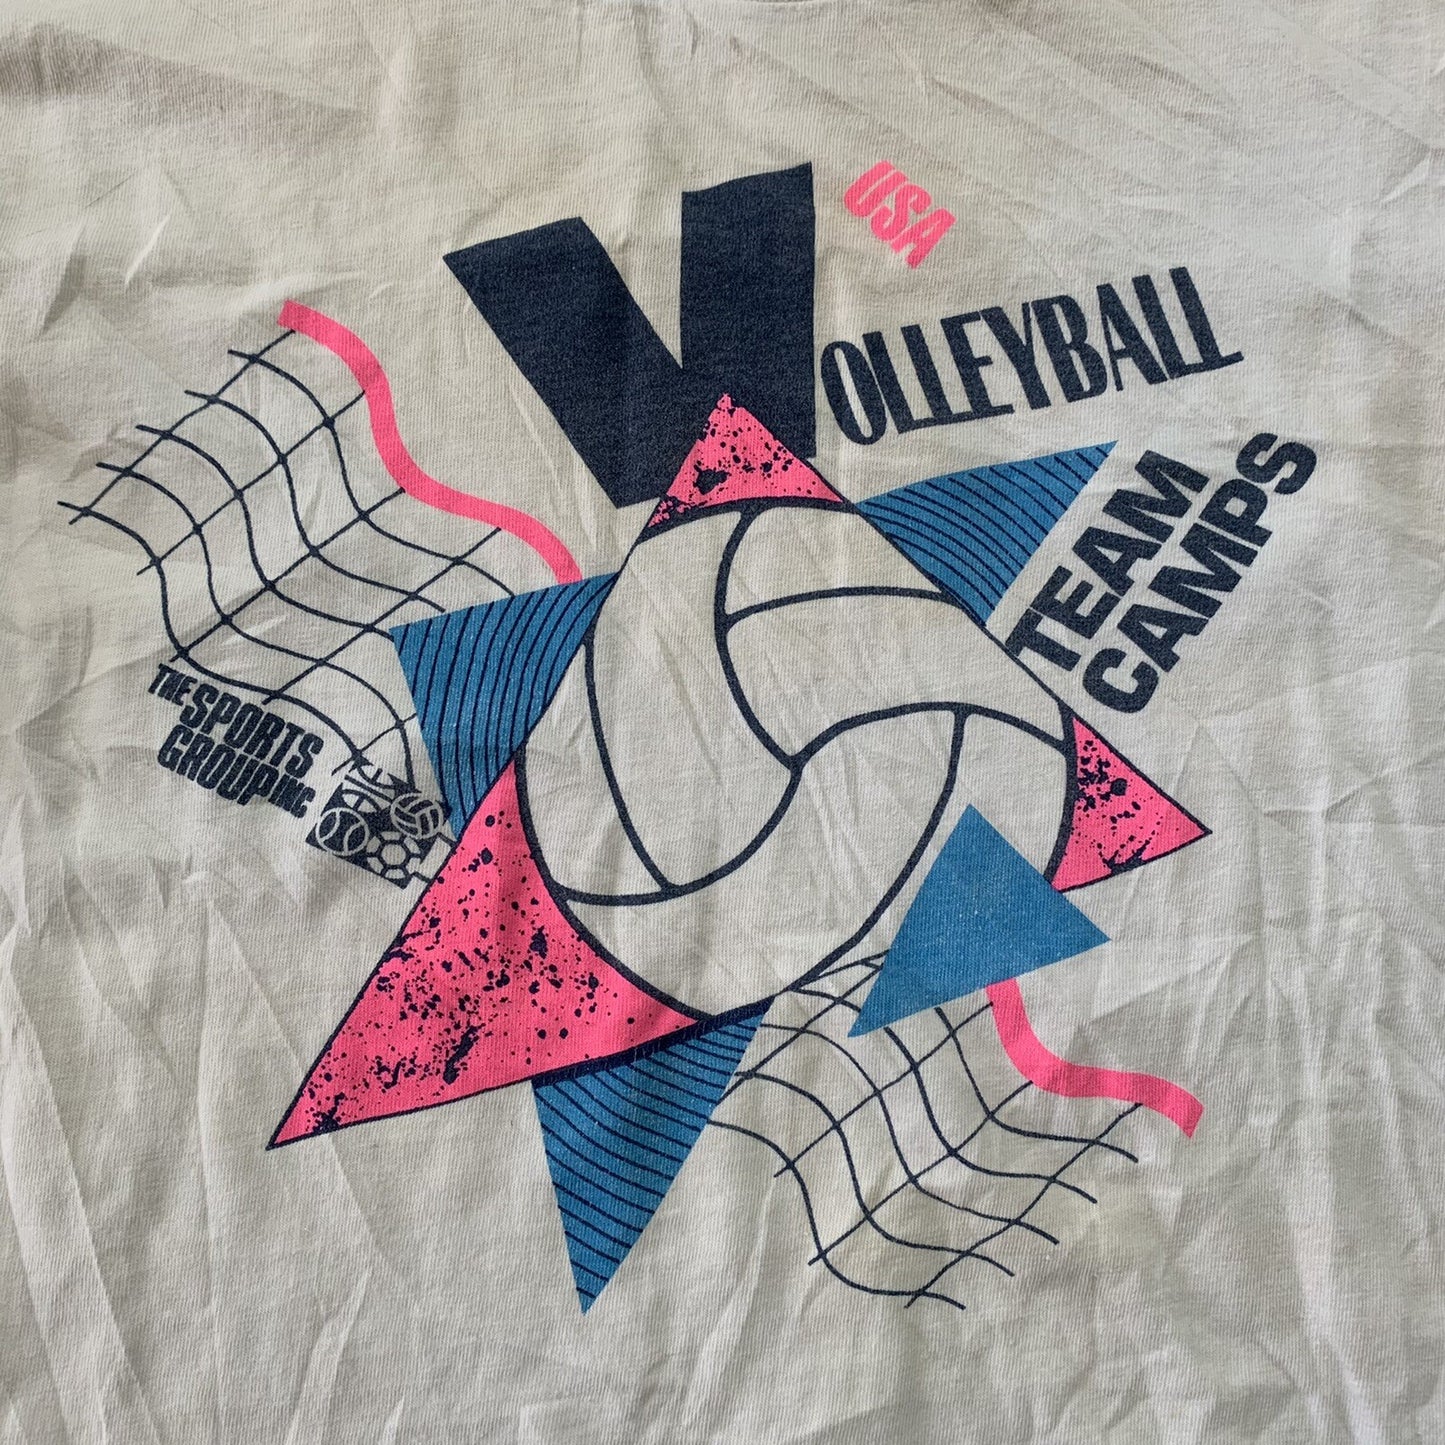 USA
VOLLEYBALL
TEAM
CAMPS
THE SPORTS
GROUP INC